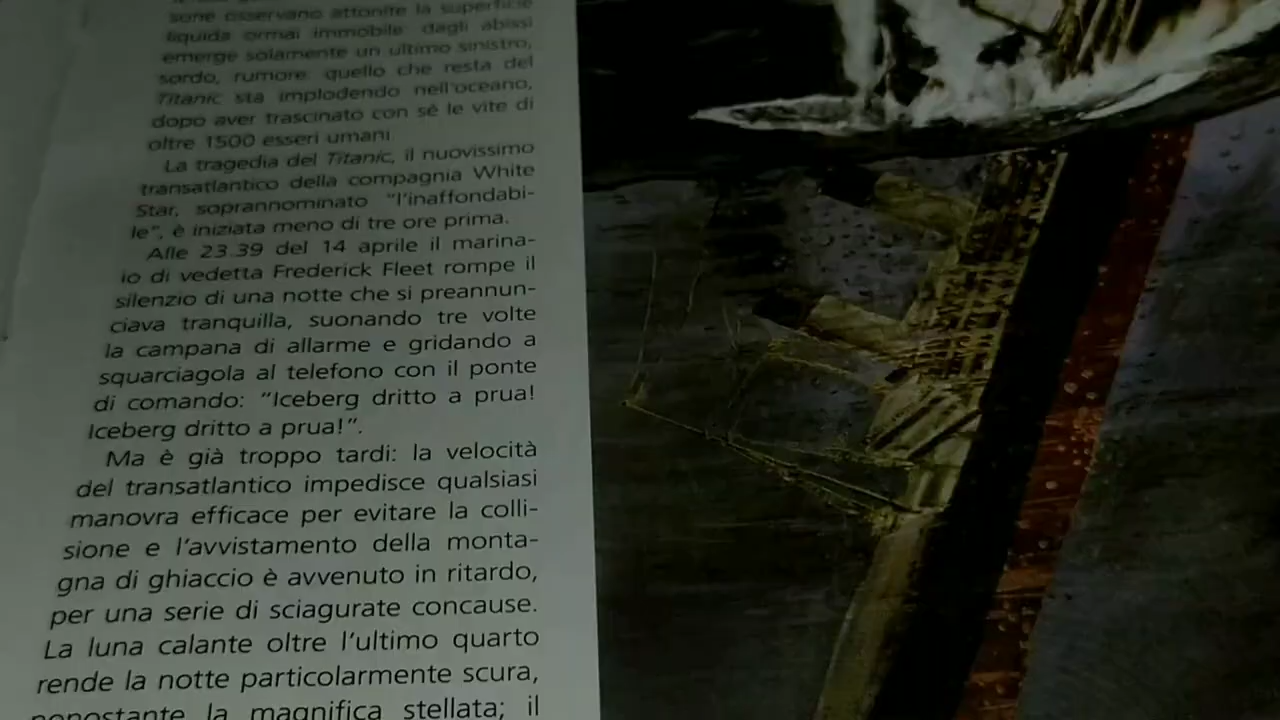 sone osservano attonite la superficie
liquida ormai immobile: dagli abissi
emerge solamente un ultimo sinistro,
sordo, rumore: quello che resta del
Titanic sta implodendo nell'oceano,
dopo aver trascinato con sé le vite di
oltre 1500 esseri umani.
La tragedia del Titanic, il nuovissimo
transatlantico della compagnia White
Star, soprannominato "l'inaffondabi-
le", è iniziata meno di tre ore prima.
Alle 23.39 del 14 aprile il marina-
io di vedetta Frederick Fleet rompe il
silenzio di una notte che si preannun-
ciava tranquilla, suonando tre volte
la campana di allarme e gridando a
squarciagola al telefono con il ponte
di comando: "Iceberg dritto a prua!
Iceberg dritto a prua!".
Ma è già troppo tardi: la velocità
del transatlantico impedisce qualsiasi
manovra efficace per evitare la colli-
sione e l'avvistamento della monta-
gna di ghiaccio è avvenuto in ritardo,
per una serie di sciagurate concause.
La luna calante oltre l'ultimo quarto
rende la notte particolarmente scura,
nonostante la magnifica stellata; il